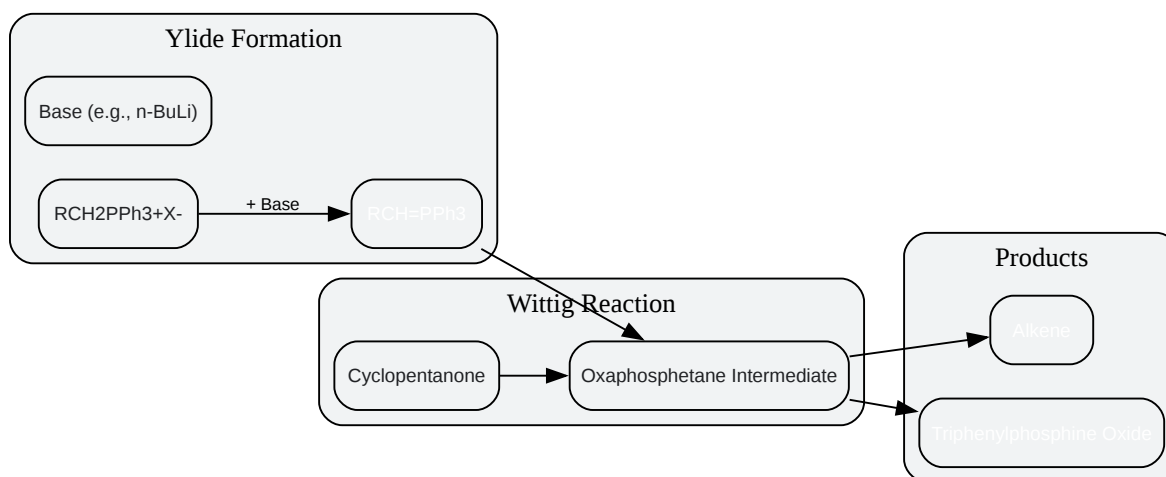 Ylide Formation
Base (e.g., n-BuLi)
RCH2PPh3+X-
+ Base
RCH=PPh3
Wittig Reaction
Cyclopentanone
Oxaphosphetane Intermediate
Products
Alkene
Triphenylphosphine Oxide